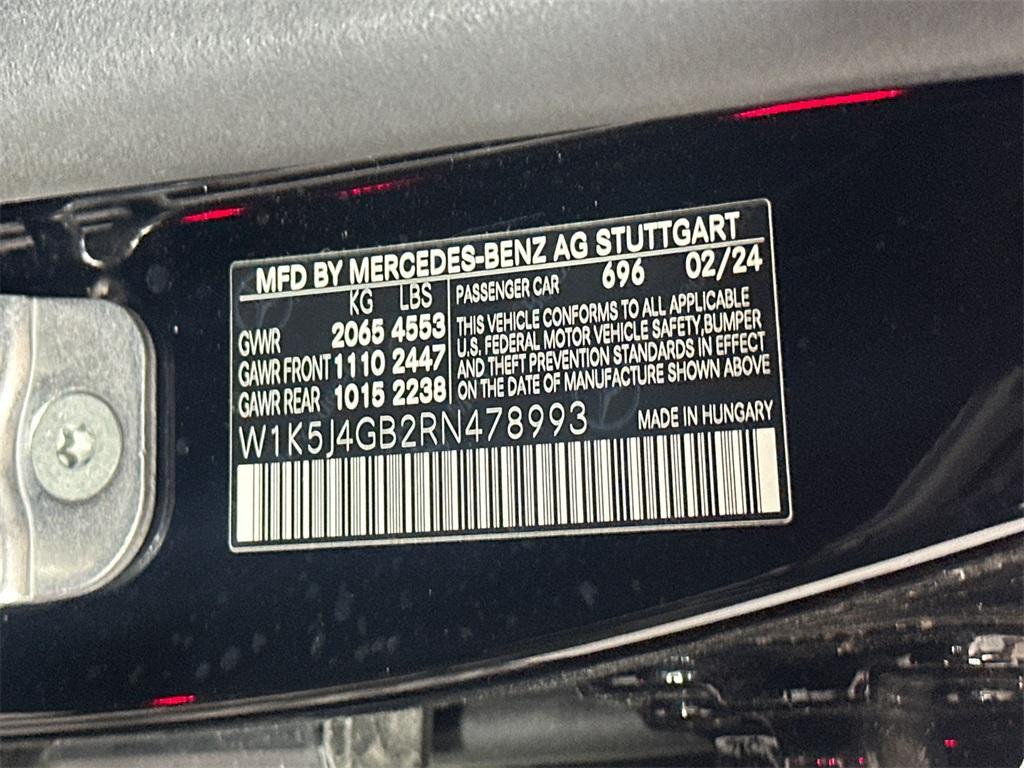 MFD BY MERCEDES-BENZ AG STUTTGART
KG LBS
GVWR 2065 4553
GAWR FRONT 1110 2447
GAWR REAR 1015 2238
PASSENGER CAR 696 02/24
THIS VEHICLE CONFORMS TO ALL APPLICABLE
U.S. FEDERAL MOTOR VEHICLE SAFETY,BUMPER
AND THEFT PREVENTION STANDARDS IN EFFECT
ON THE DATE OF MANUFACTURE SHOWN ABOVE
W1K5J4GB2RN478993 MADE IN HUNGARY